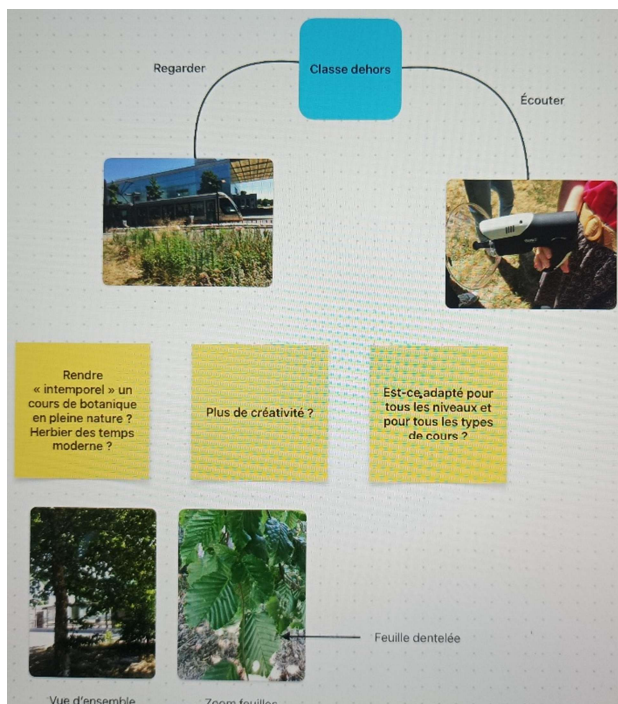 Classe dehors
Regarder
Écouter
Rendre
« intemporel » un
cours de botanique
en pleine nature ?
Herbier des temps
moderne ?
Plus de créativité ?
Est-ce adapté pour
tous les niveaux et
pour tous les types
de cours ?
Feuille dentelée
Vue d'ensemble
Zoom feuilles